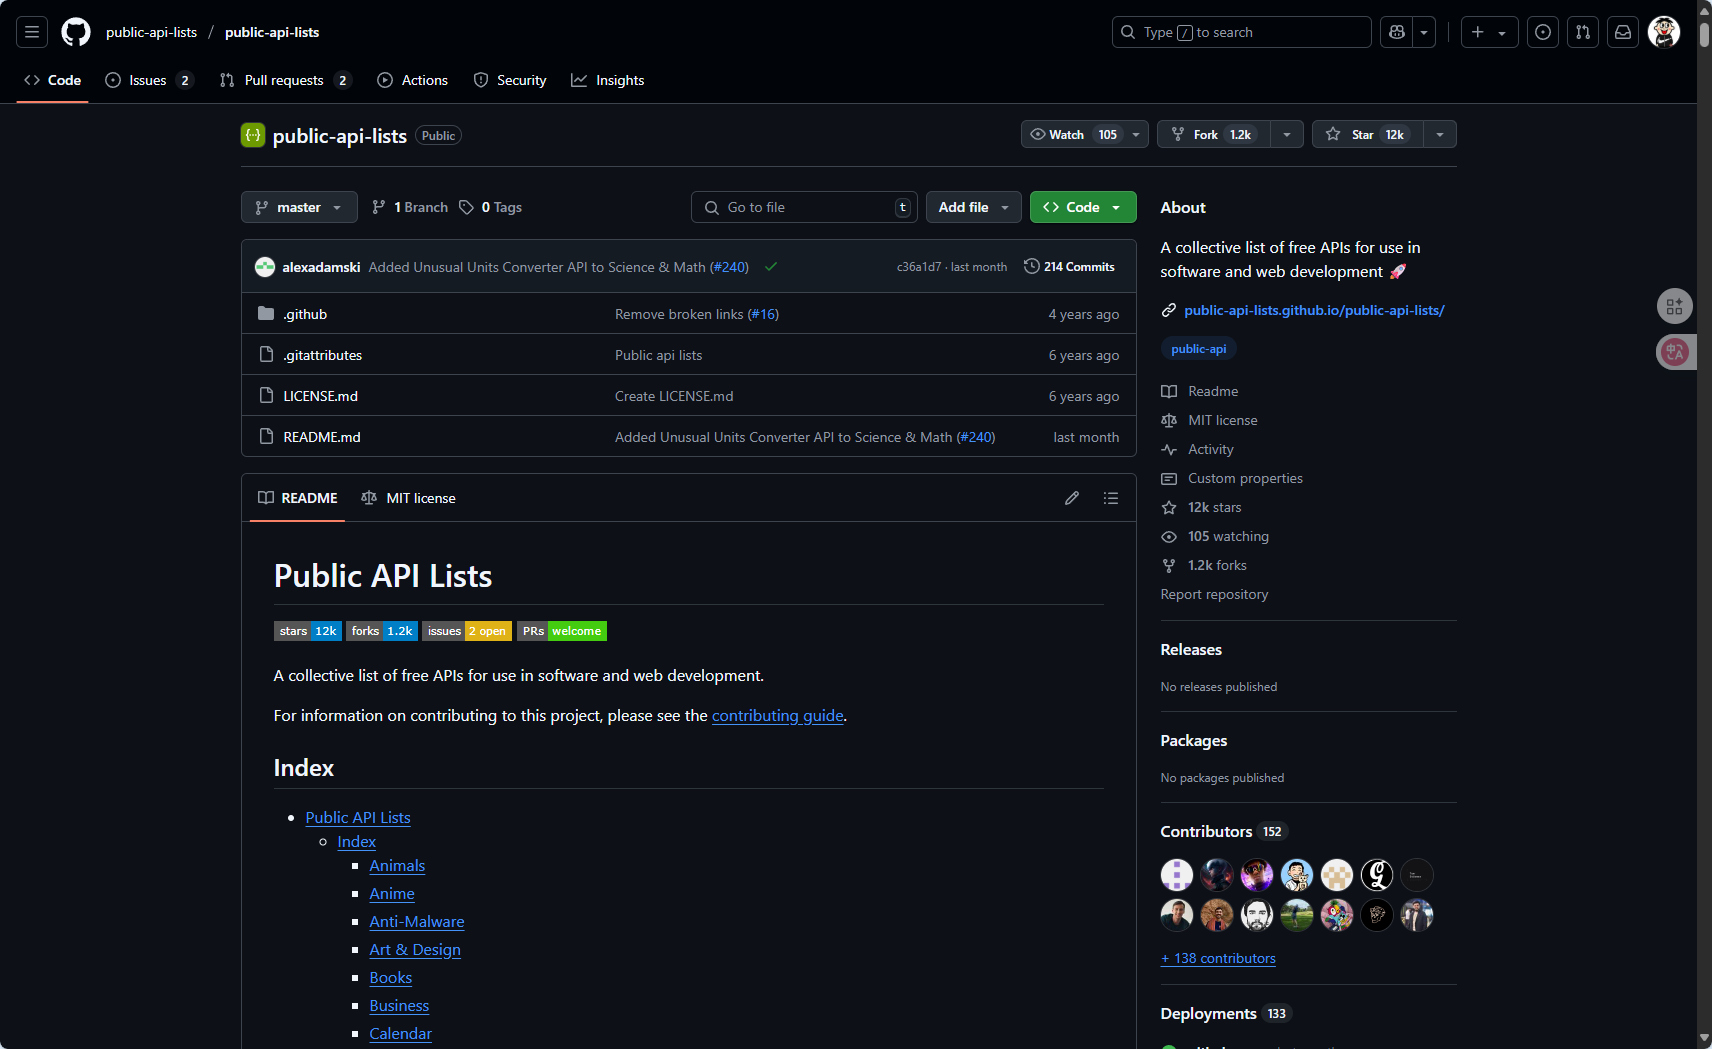 public-api-lists / public-api-lists
Type / to search
Code
Issues 2
Pull requests 2
Actions
Security
Insights
public-api-lists Public
Watch 105
Fork 1.2k
Star 12k
master
1 Branch
0 Tags
Go to file t
Add file
Code
alexadamski Added Unusual Units Converter API to Science & Math (#240)
c36a1d7 · last month
214 Commits
.github Remove broken links (#16) 4 years ago
.gitattributes Public api lists 6 years ago
LICENSE.md Create LICENSE.md 6 years ago
README.md Added Unusual Units Converter API to Science & Math (#240) last month
README
MIT license
Public API Lists
stars 12k forks 1.2k issues 2 open PRs welcome
A collective list of free APIs for use in software and web development.
For information on contributing to this project, please see the contributing guide.
Index
Public API Lists
Index
Animals
Anime
Anti-Malware
Art & Design
Books
Business
Calendar
About
A collective list of free APIs for use in
software and web development 🚀
public-api-lists.github.io/public-api-lists/
public-api
Readme
MIT license
Activity
Custom properties
12k stars
105 watching
1.2k forks
Report repository
Releases
No releases published
Packages
No packages published
Contributors 152
+ 138 contributors
Deployments 133